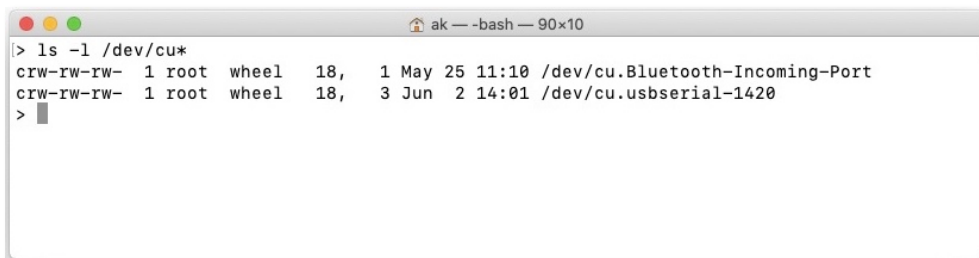 ak — -bash — 90×10
[> ls -l /dev/cu*
crw-rw-rw-  1 root  wheel   18,   1 May 25 11:10 /dev/cu.Bluetooth-Incoming-Port
crw-rw-rw-  1 root  wheel   18,   3 Jun  2 14:01 /dev/cu.usbserial-1420
>